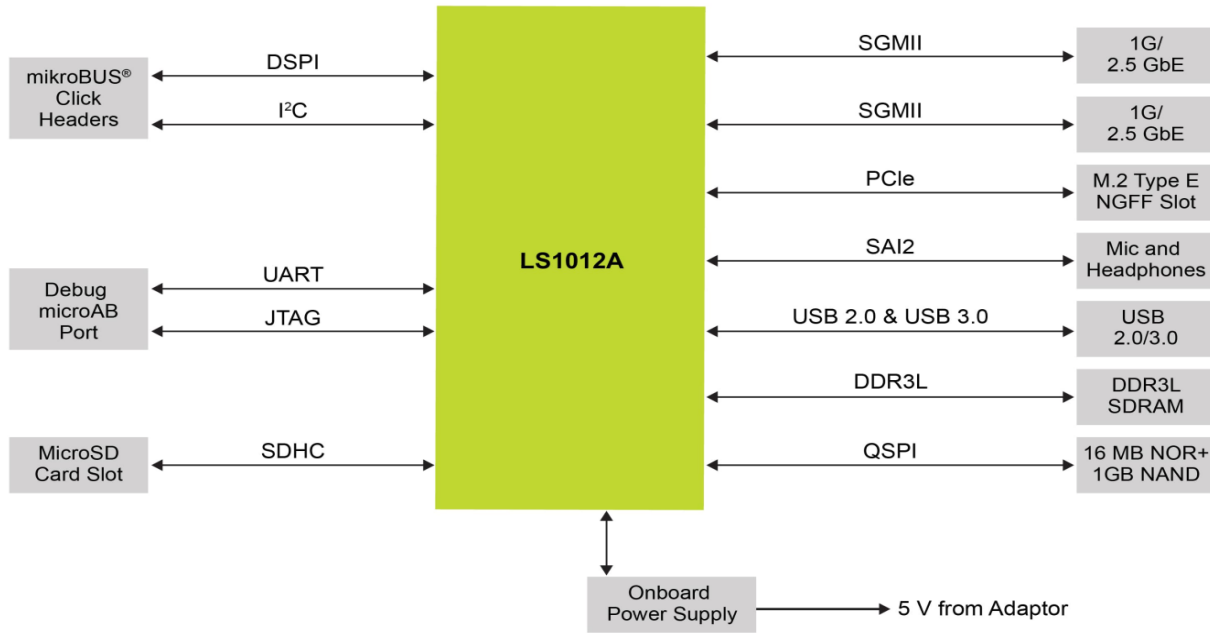 mikroBUS®
Click
Headers
DSPI
I²C
Debug
microAB
Port
UART
JTAG
MicroSD
Card Slot
SDHC
LS1012A
SGMII
1G/
2.5 GbE
SGMII
1G/
2.5 GbE
PCIe
M.2 Type E
NGFF Slot
SAI2
Mic and
Headphones
USB 2.0 & USB 3.0
USB
2.0/3.0
DDR3L
DDR3L
SDRAM
QSPI
16 MB NOR+
1GB NAND
Onboard
Power Supply
5 V from Adaptor